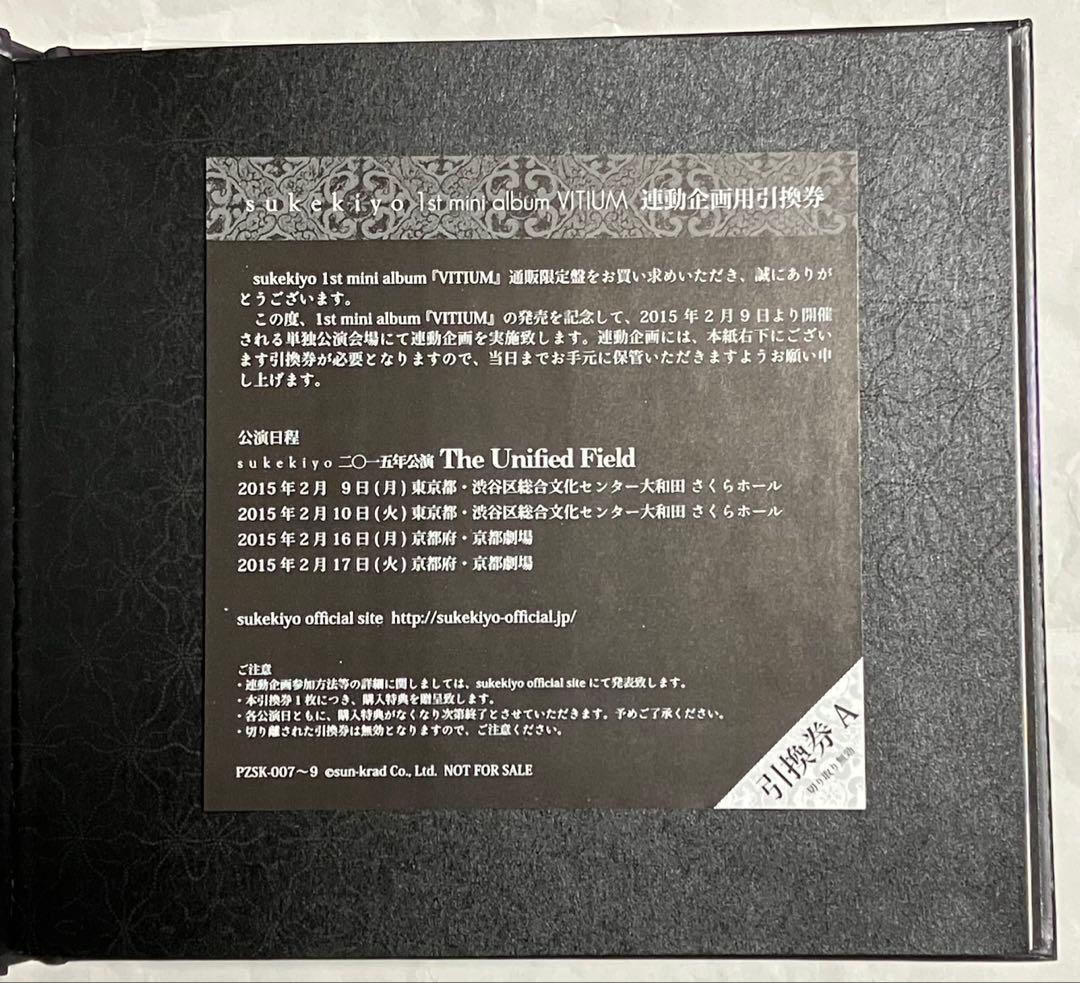 sukekiyo 1st mini album VITIUM 連動企画用引換券
sukekiyo 1st mini album『VITIUM』通販限定盤をお買い求めいただき、誠にありが
とうございます。
この度、1st mini album『VITIUM』の発売を記念して、2015 年 2 月 9 日より開催
される単独公演会場にて連動企画を実施致します。連動企画には、本紙右下にござい
ます引換券が必要となりますので、当日までお手元に保管いただきますようお願い申
し上げます。
公演日程
sukekiyo 二〇一五年公演 The Unified Field
2015 年 2 月 9 日 (月) 東京都・渋谷区総合文化センター大和田 さくらホール
2015 年 2 月 10 日 (火) 東京都・渋谷区総合文化センター大和田 さくらホール
2015 年 2 月 16 日 (月) 京都府・京都劇場
2015 年 2 月 17 日 (火) 京都府・京都劇場
sukekiyo official site http://sukekiyo-official.jp/
ご注意
・連動企画参加方法等の詳細に関しましては、sukekiyo official site にて発表致します。
・本引換券 1 枚につき、購入特典を贈呈致します。
・各公演日ともに、購入特典がなくなり次第終了とさせていただきます。予めご了承ください。
・切り離された引換券は無効となりますので、ご注意ください。
PZSK-007〜9 ©sun-krad Co., Ltd. NOT FOR SALE
引換券 A
切り取り無効